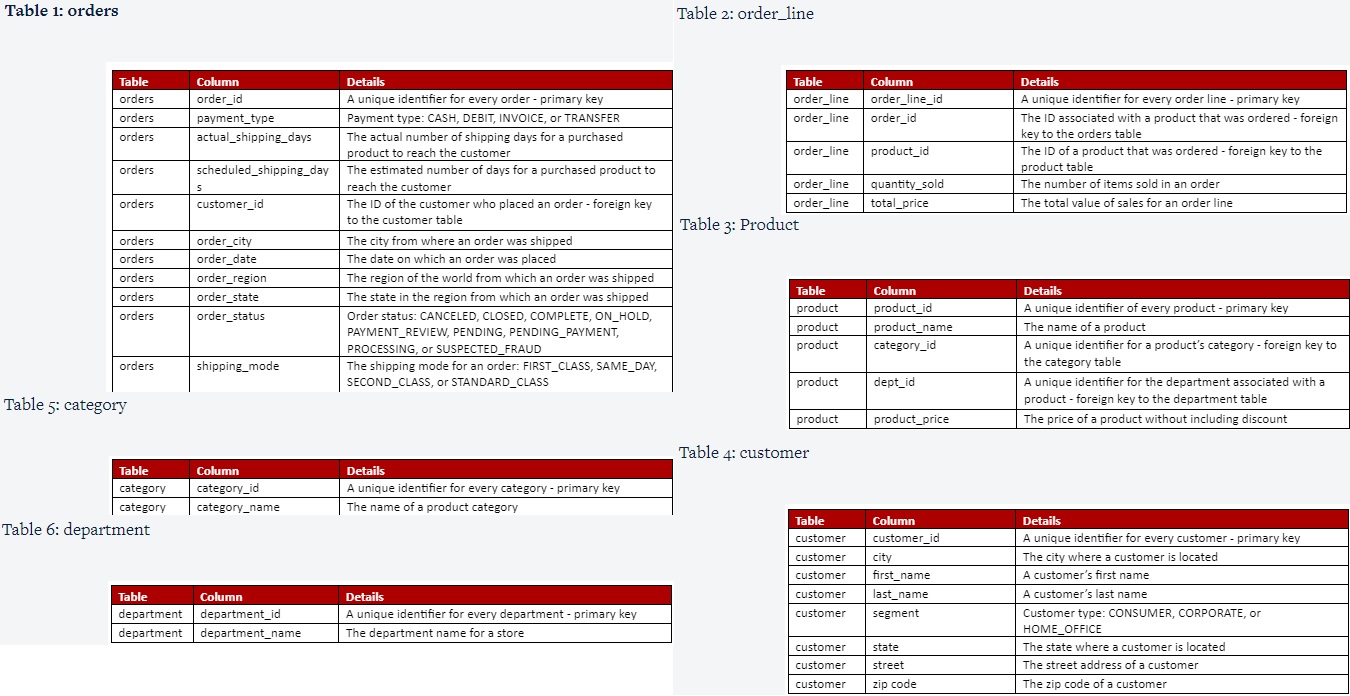 Table 1: orders
Table Column Details
orders order_id A unique identifier for every order - primary key
orders payment_type Payment type: CASH, DEBIT, INVOICE, or TRANSFER
orders actual_shipping_days The actual number of shipping days for a purchased
product to reach the customer
orders scheduled_shipping_day The estimated number of days for a purchased product to
s reach the customer
orders customer_id The ID of the customer who placed an order - foreign key
to the customer table
orders order_city The city from where an order was shipped
orders order_date The date on which an order was placed
orders order_region The region of the world from which an order was shipped
orders order_state The state in the region from which an order was shipped
orders order_status Order status: CANCELED, CLOSED, COMPLETE, ON_HOLD,
PAYMENT_REVIEW, PENDING, PENDING_PAYMENT,
PROCESSING, or SUSPECTED_FRAUD
orders shipping_mode The shipping mode for an order: FIRST_CLASS, SAME_DAY,
SECOND_CLASS, or STANDARD_CLASS
Table 5: category
Table Column Details
category category_id A unique identifier for every category - primary key
category category_name The name of a product category
Table 6: department
Table Column Details
department department_id A unique identifier for every department - primary key
department department_name The department name for a store
Table 2: order_line
Table Column Details
order_line order_line_id A unique identifier for every order line - primary key
order_line order_id The ID associated with a product that was ordered - foreign
key to the orders table
order_line product_id The ID of a product that was ordered - foreign key to the
product table
order_line quantity_sold The number of items sold in an order
order_line total_price The total value of sales for an order line
Table 3: Product
Table Column Details
product product_id A unique identifier of every product - primary key
product product_name The name of a product
product category_id A unique identifier for a product's category - foreign key to
the category table
product dept_id A unique identifier for the department associated with a
product - foreign key to the department table
product product_price The price of a product without including discount
Table 4: customer
Table Column Details
customer customer_id A unique identifier for every customer - primary key
customer city The city where a customer is located
customer first_name A customer's first name
customer last_name A customer's last name
customer segment Customer type: CONSUMER, CORPORATE, or
HOME_OFFICE
customer state The state where a customer is located
customer street The street address of a customer
customer zip code The zip code of a customer